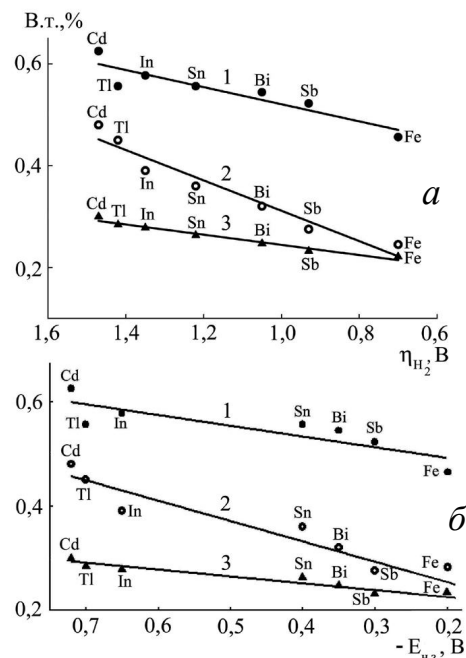 В.т.,%
Cd
Tl
In
Sn
Bi
Sb
Fe
1
0,6
Cd
Tl
In
Sn
Bi
Sb
Fe
2
0,4
Cd
Tl
In
Sn
Bi
Sb
Fe
3
0,2
а
1,6 1,4 1,2 1,0 0,8 0,6
η H2, В
Cd
Tl
In
Sn
Bi
Sb
Fe
1
0,6
Cd
Tl
In
Sn
Bi
Sb
Fe
2
0,4
Cd
Tl
In
Sn
Bi
Sb
Fe
3
0,2
б
0,7 0,6 0,5 0,4 0,3 0,2
- Eнз, В